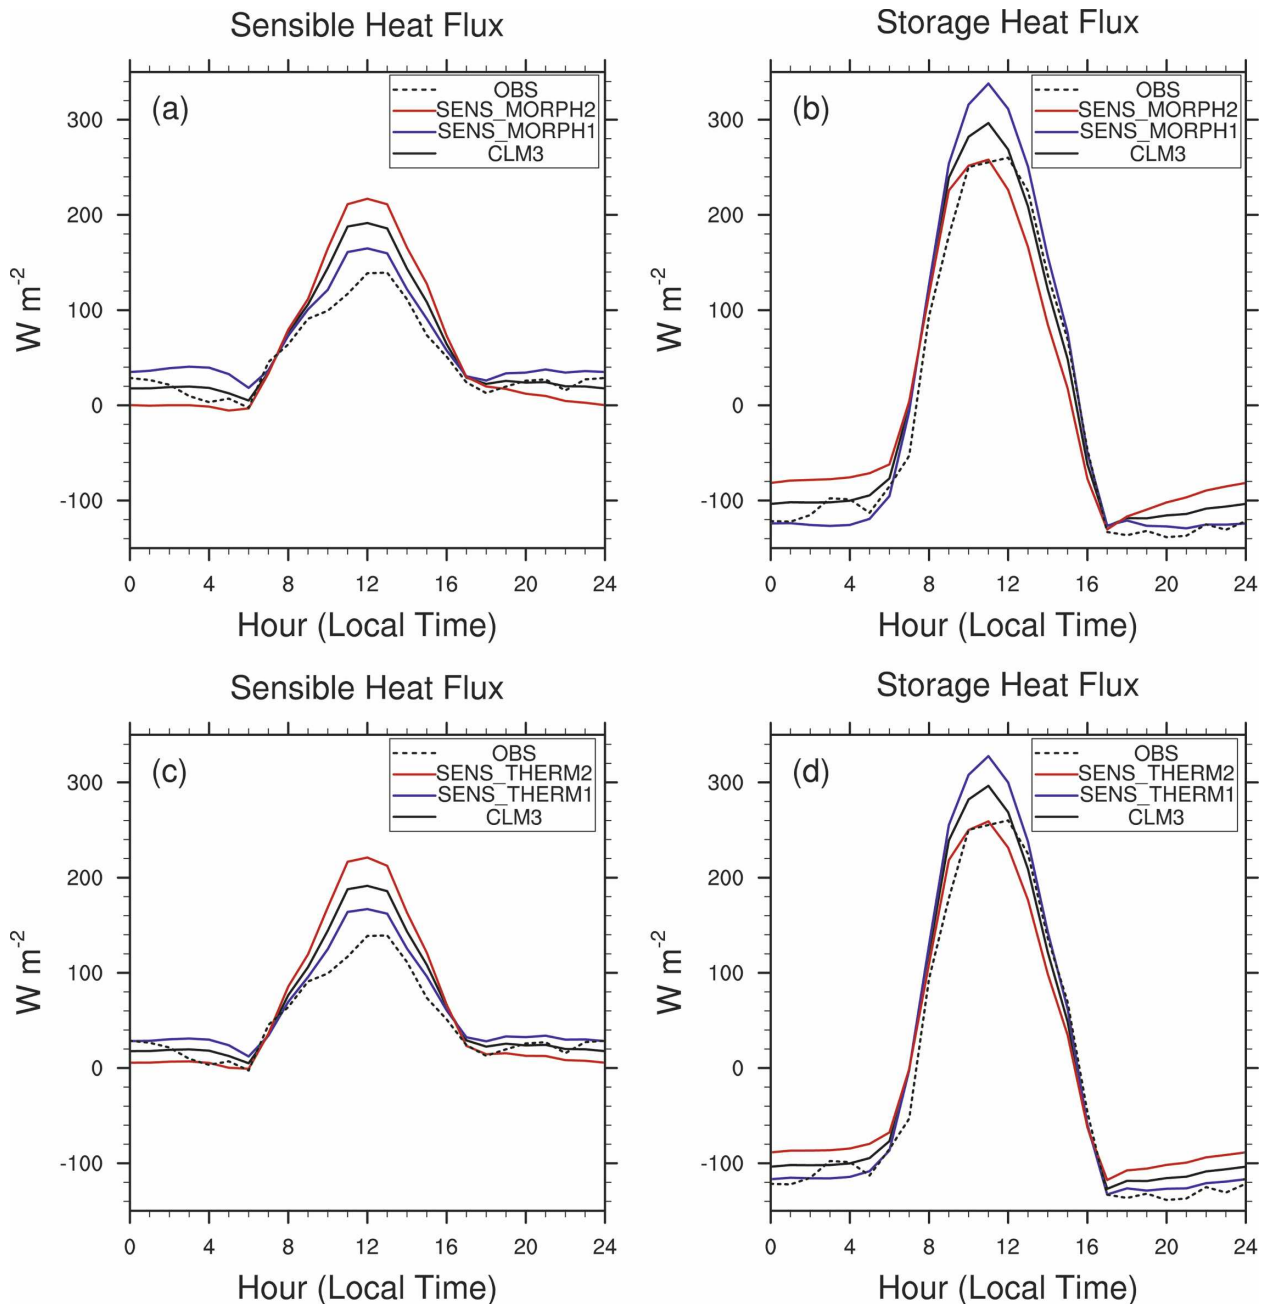 Sensible Heat Flux
(a)
OBS
SENS_MORPH2
SENS_MORPH1
CLM3
300
200
100
0
-100
W m-2
0 4 8 12 16 20 24
Hour (Local Time)
Storage Heat Flux
(b)
OBS
SENS_MORPH2
SENS_MORPH1
CLM3
300
200
100
0
-100
W m-2
0 4 8 12 16 20 24
Hour (Local Time)
Sensible Heat Flux
(c)
OBS
SENS_THERM2
SENS_THERM1
CLM3
300
200
100
0
-100
W m-2
0 4 8 12 16 20 24
Hour (Local Time)
Storage Heat Flux
(d)
OBS
SENS_THERM2
SENS_THERM1
CLM3
300
200
100
0
-100
W m-2
0 4 8 12 16 20 24
Hour (Local Time)